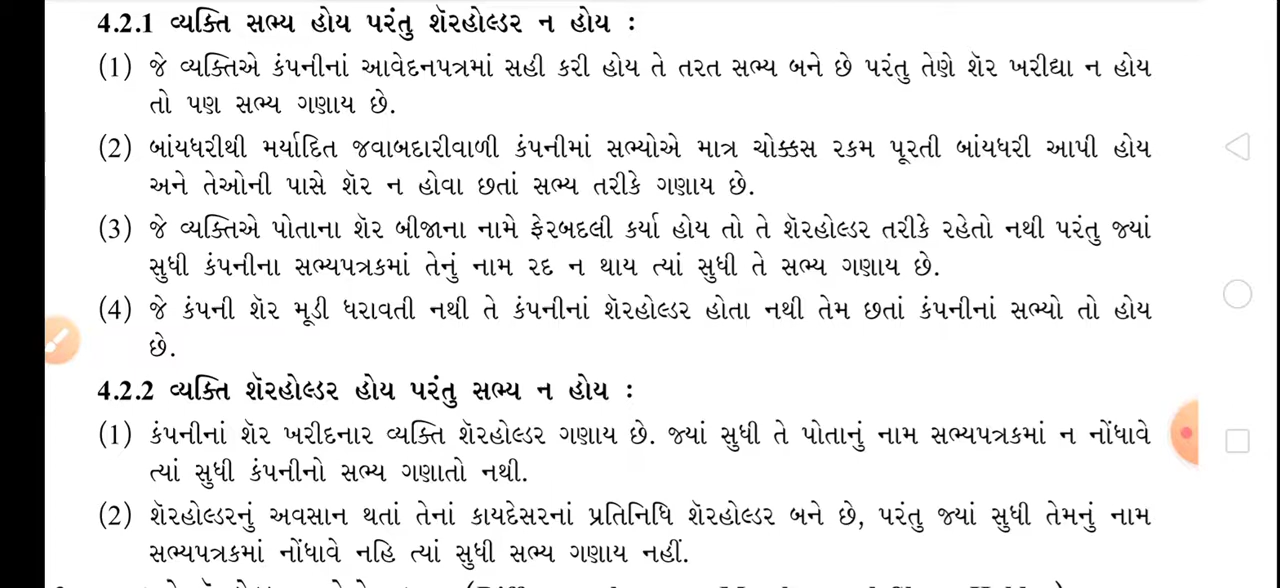 4.2.1 વ્યક્તિ સભ્ય હોય પરંતુ શૅરહોલ્ડર ન હોય :
(1) જે વ્યક્તિએ કંપનીનાં આવેદનપત્રમાં સહી કરી હોય તે તરત સભ્ય બને છે પરંતુ તેણે શૅર ખરીદ્યા ન હોય
તો પણ સભ્ય ગણાય છે.
(2) બાંયધરીથી મર્યાદિત જવાબદારીવાળી કંપનીમાં સભ્યોએ માત્ર ચોક્કસ રકમ પૂરતી બાંયધરી આપી હોય
અને તેઓની પાસે શૅર ન હોવા છતાં સભ્ય તરીકે ગણાય છે.
(3) જે વ્યક્તિએ પોતાના શૅર બીજાના નામે ફેરબદલી કર્યા હોય તો તે શૅરહોલ્ડર તરીકે રહેતો નથી પરંતુ જ્યાં
સુધી કંપનીના સભ્યપત્રકમાં તેનું નામ રદ ન થાય ત્યાં સુધી તે સભ્ય ગણાય છે.
(4) જે કંપની શૅર મૂડી ધરાવતી નથી તે કંપનીનાં શૅરહોલ્ડર હોતા નથી તેમ છતાં કંપનીનાં સભ્યો તો હોય
છે.
4.2.2 વ્યક્તિ શૅરહોલ્ડર હોય પરંતુ સભ્ય ન હોય :
(1) કંપનીનાં શૅર ખરીદનાર વ્યક્તિ શૅરહોલ્ડર ગણાય છે. જ્યાં સુધી તે પોતાનું નામ સભ્યપત્રકમાં ન નોંધાવે
ત્યાં સુધી કંપનીનો સભ્ય ગણાતો નથી.
(2) શૅરહોલ્ડરનું અવસાન થતાં તેનાં કાયદેસરનાં પ્રતિનિધિ શૅરહોલ્ડર બને છે, પરંતુ જ્યાં સુધી તેમનું નામ
સભ્યપત્રકમાં નોંધાવે નહિ ત્યાં સુધી સભ્ય ગણાય નહીં.